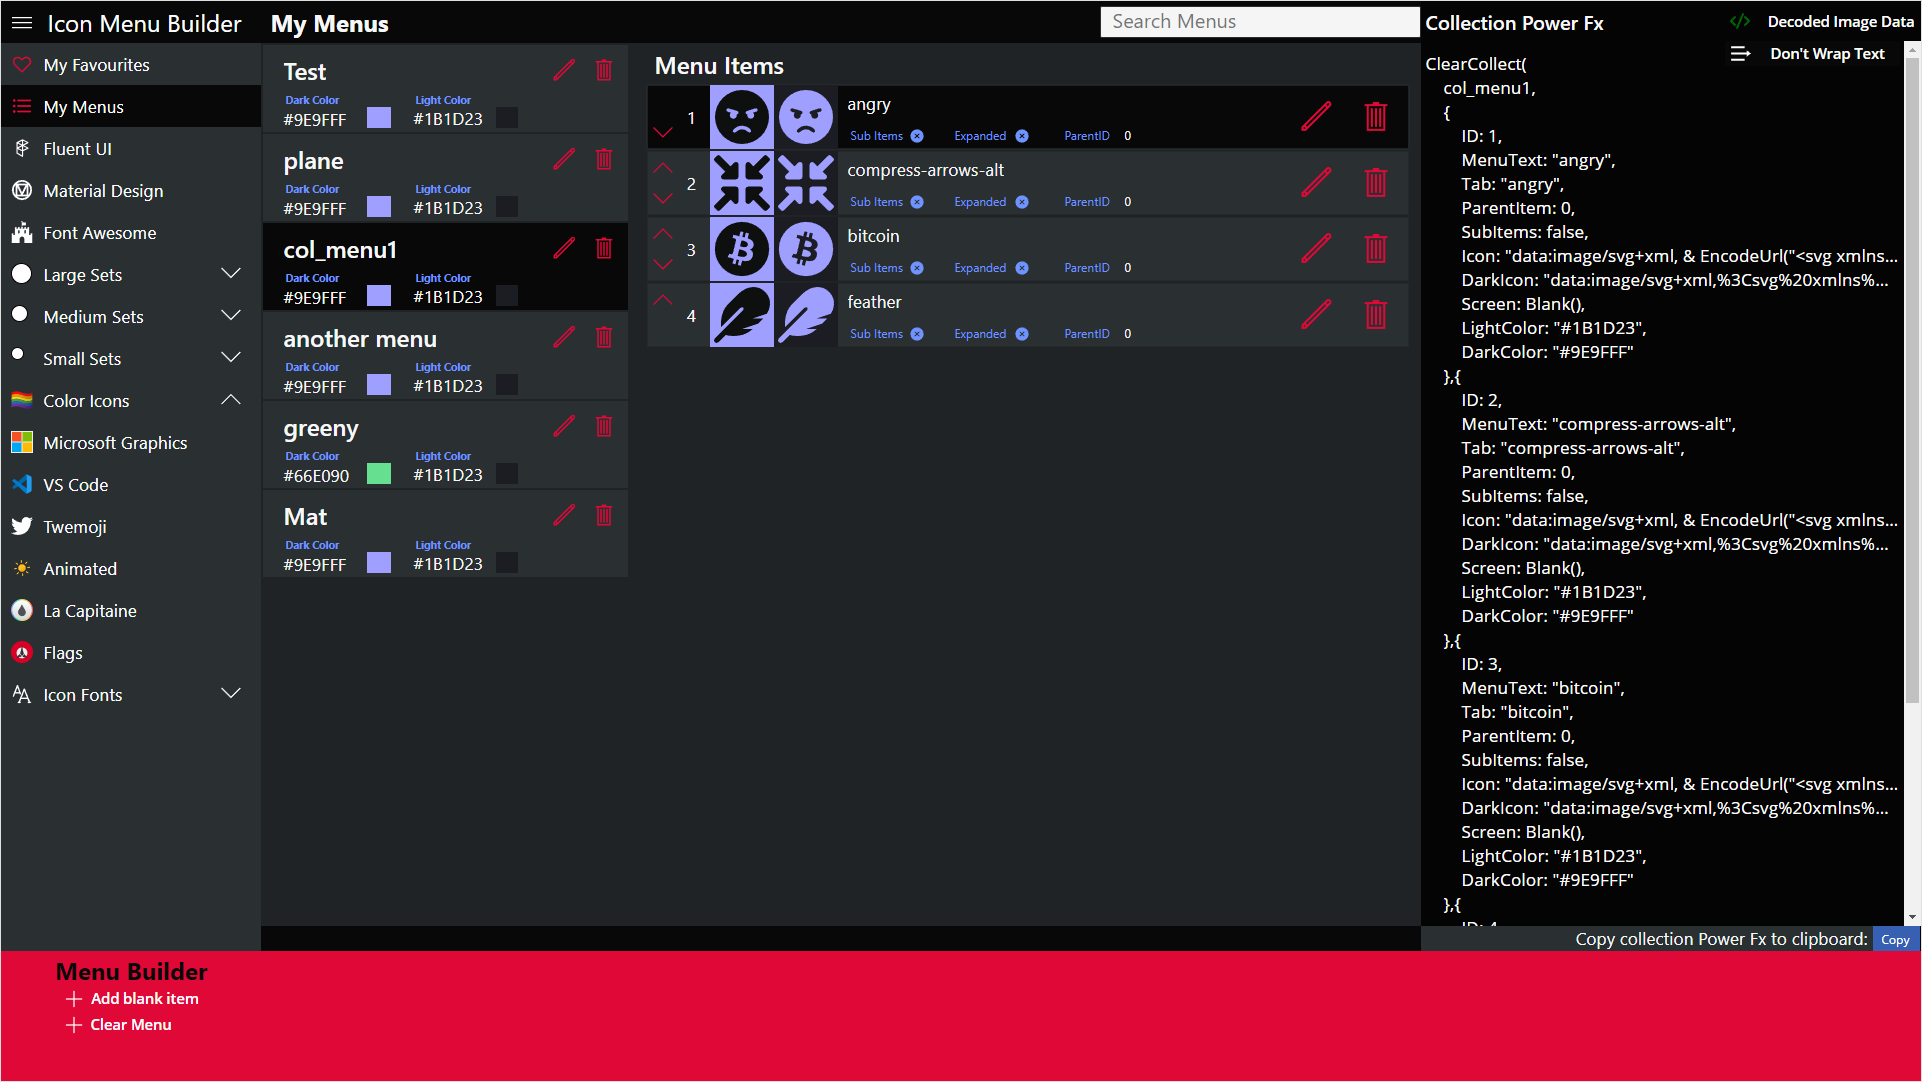 Icon Menu Builder
My Favourites
My Menus
Fluent UI
Material Design
Font Awesome
Large Sets
Medium Sets
Small Sets
Color Icons
Microsoft Graphics
VS Code
Twemoji
Animated
La Capitaine
Flags
Icon Fonts
My Menus
Search Menus
Test
Dark Color Light Color
#9E9FFF #1B1D23
plane
Dark Color Light Color
#9E9FFF #1B1D23
col_menu1
Dark Color Light Color
#9E9FFF #1B1D23
another menu
Dark Color Light Color
#9E9FFF #1B1D23
greeny
Dark Color Light Color
#66E090 #1B1D23
Mat
Dark Color Light Color
#9E9FFF #1B1D23
Menu Items
1 angry
Sub Items Expanded ParentID 0
2 compress-arrows-alt
Sub Items Expanded ParentID 0
3 bitcoin
Sub Items Expanded ParentID 0
4 feather
Sub Items Expanded ParentID 0
Collection Power Fx
Decoded Image Data
Don't Wrap Text
ClearCollect(
col_menu1,
{
ID: 1,
MenuText: "angry",
Tab: "angry",
ParentItem: 0,
SubItems: false,
Icon: "data:image/svg+xml, & EncodeUrl("<svg xmlns...
DarkIcon: "data:image/svg+xml,%3Csvg%20xmlns%...
Screen: Blank(),
LightColor: "#1B1D23",
DarkColor: "#9E9FFF"
},{
ID: 2,
MenuText: "compress-arrows-alt",
Tab: "compress-arrows-alt",
ParentItem: 0,
SubItems: false,
Icon: "data:image/svg+xml, & EncodeUrl("<svg xmlns...
DarkIcon: "data:image/svg+xml,%3Csvg%20xmlns%...
Screen: Blank(),
LightColor: "#1B1D23",
DarkColor: "#9E9FFF"
},{
ID: 3,
MenuText: "bitcoin",
Tab: "bitcoin",
ParentItem: 0,
SubItems: false,
Icon: "data:image/svg+xml, & EncodeUrl("<svg xmlns...
DarkIcon: "data:image/svg+xml,%3Csvg%20xmlns%...
Screen: Blank(),
LightColor: "#1B1D23",
DarkColor: "#9E9FFF"
},{
Copy collection Power Fx to clipboard: Copy
Menu Builder
Add blank item
Clear Menu